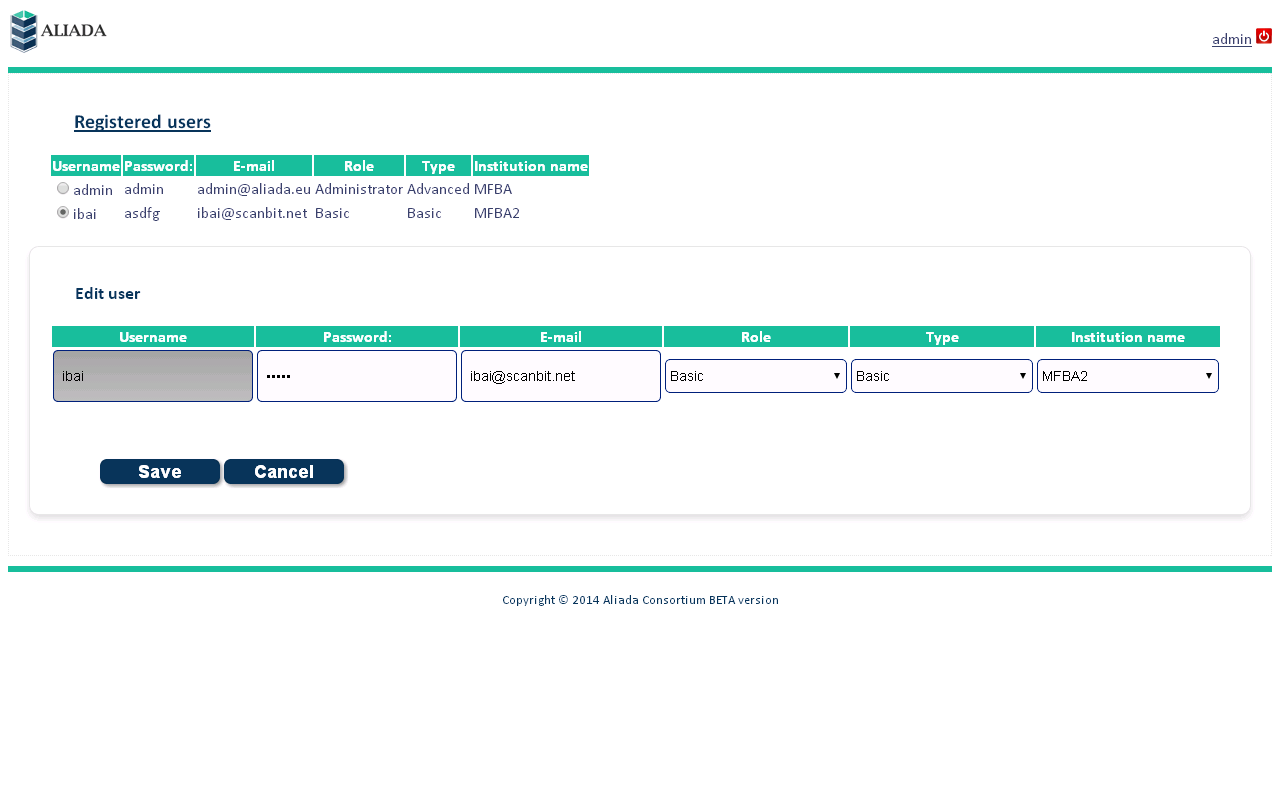 ALIADA
admin
Registered users
Username Password: E-mail Role Type Institution name
admin admin admin@aliada.eu Administrator Advanced MFBA
ibai asdfg ibai@scanbit.net Basic Basic MFBA2
Edit user
Username Password: E-mail Role Type Institution name
ibai ••••• ibai@scanbit.net Basic Basic MFBA2
Save Cancel
Copyright © 2014 Aliada Consortium BETA version